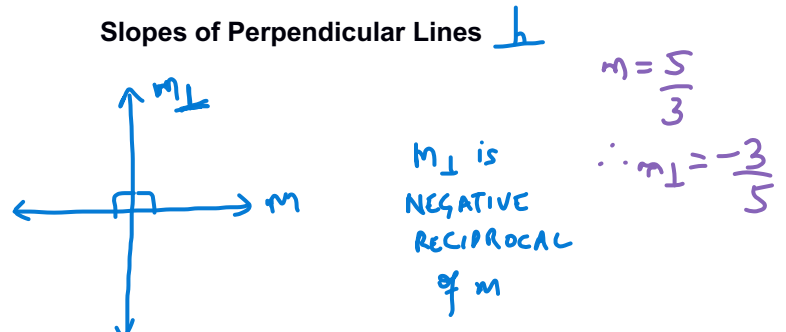 Slopes of Perpendicular Lines ⊥
m⊥
m
m⊥ is
NEGATIVE
RECIPROCAL
of m
m = 5/3
∴ m⊥ = -3/5